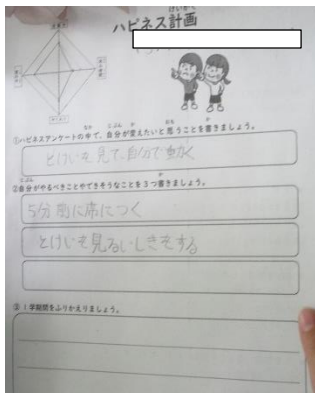 ハピネス計画
①ハピネスアンケートの中で、自分が変えたいと思うことを書きましょう。
とけいを見て、自分で動く
②自分がやるべきことやできそうなことを3つ書きましょう。
5分前に席につく
とけいを見るいしきをする
③1学期間をふりかえりましょう。